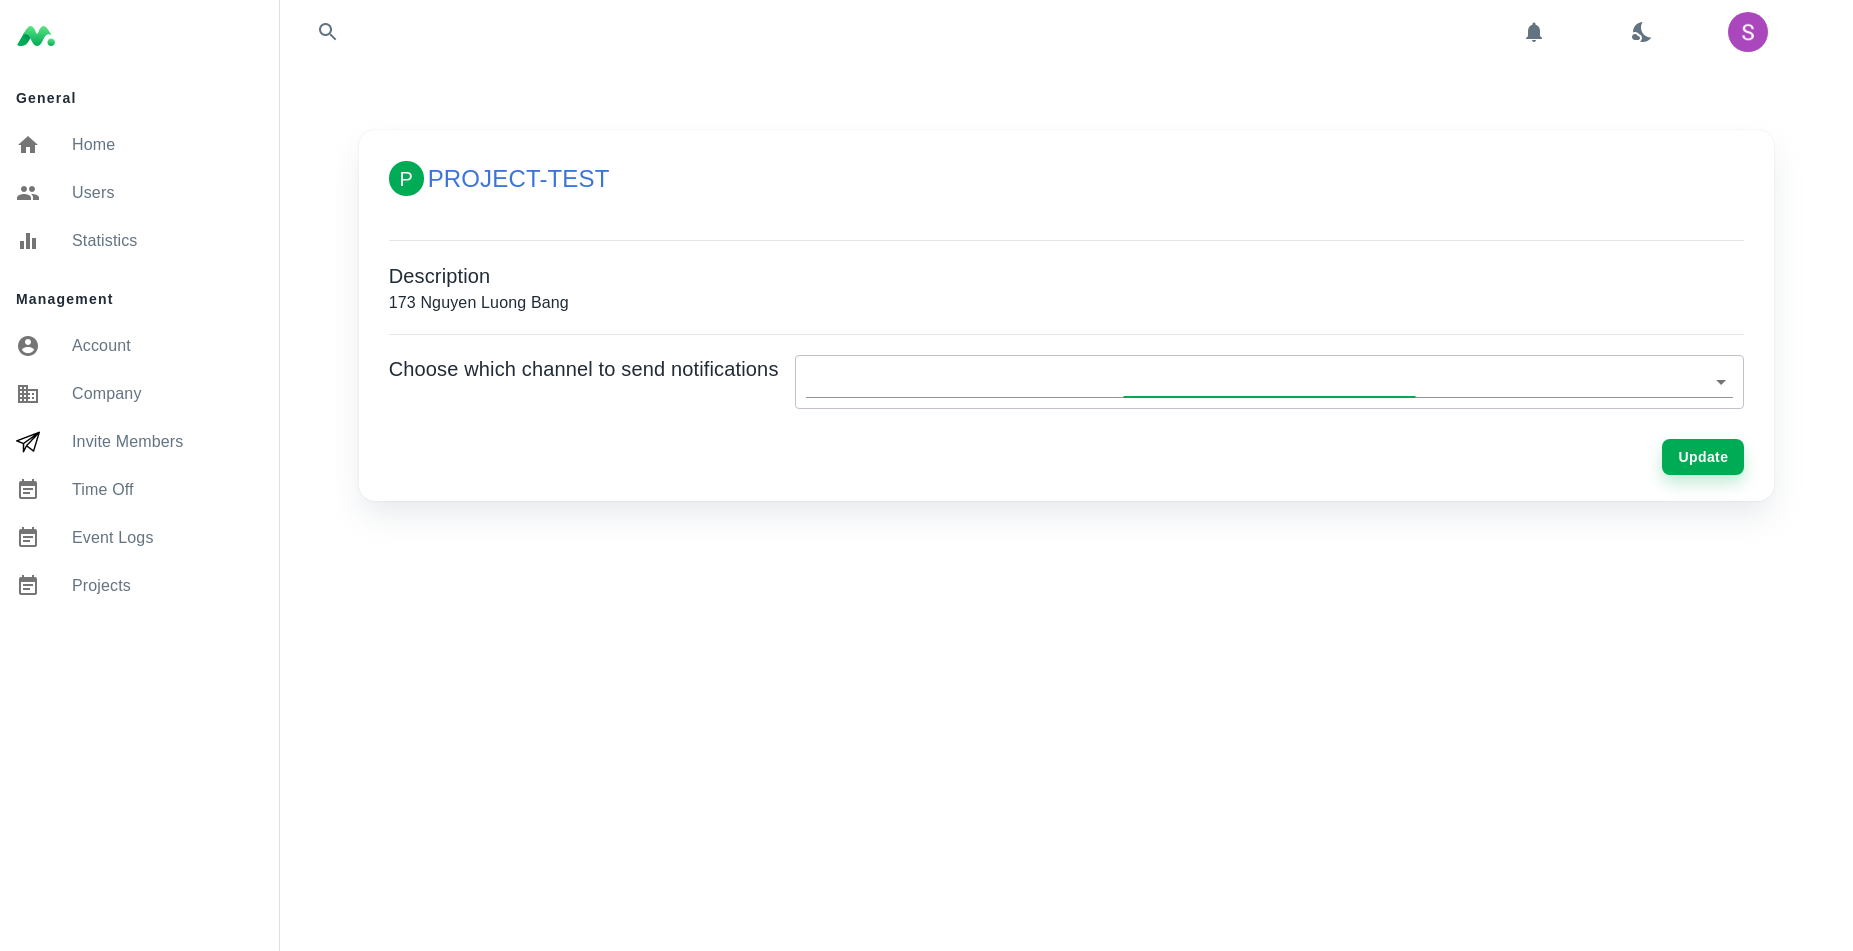 General
Home
Users
Statistics
Management
Account
Company
Invite Members
Time Off
Event Logs
Projects
S
P PROJECT-TEST
Description
173 Nguyen Luong Bang
Choose which channel to send notifications
Update